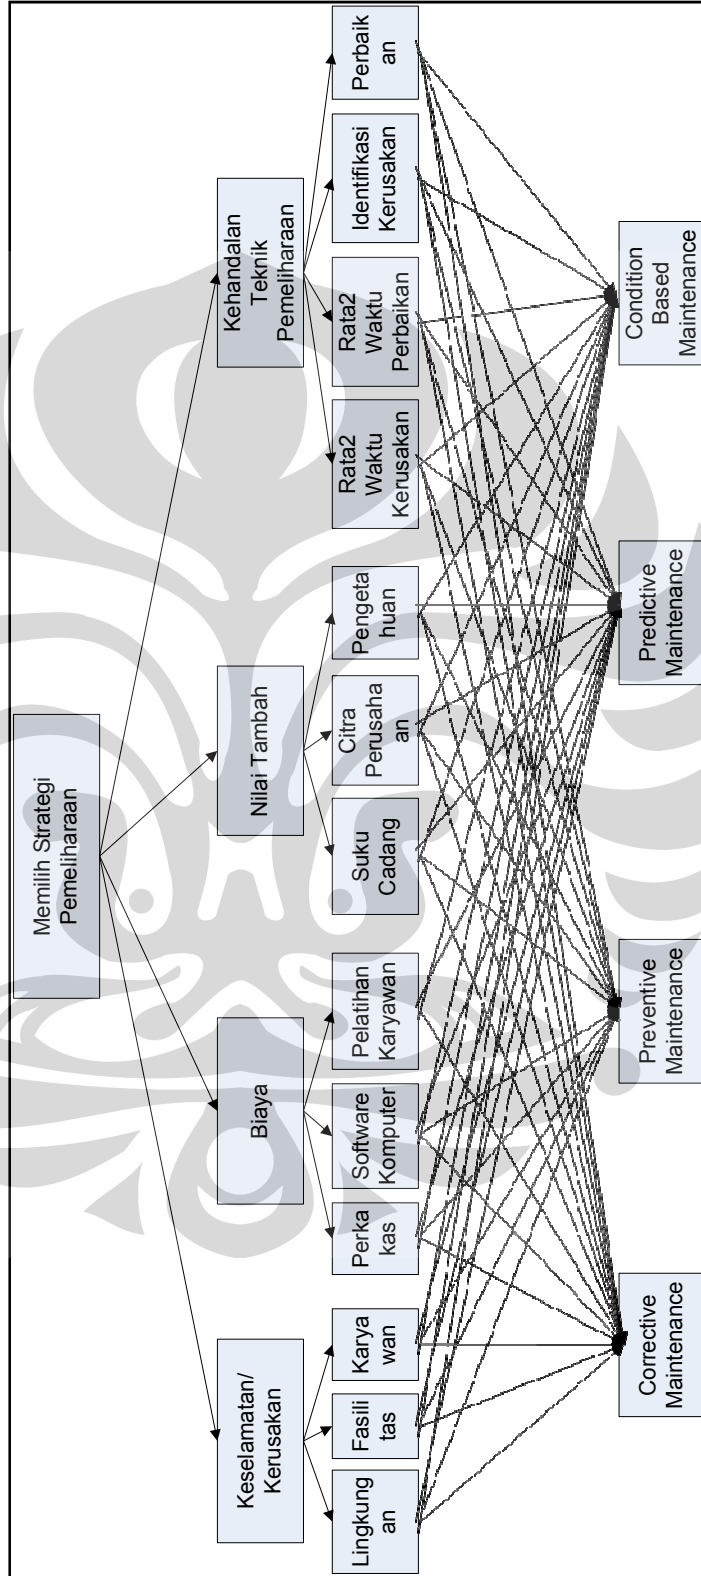 Memilih Strategi
Pemeliharaan
Keselamatan/
Kerusakan
Biaya
Nilai Tambah
Kehandalan
Teknik
Pemeliharaan
Lingkung
an
Fasili
tas
Karya
wan
Perka
kas
Software
Komputer
Pelatihan
Karyawan
Suku
Cadang
Citra
Perusaha
an
Pengeta
huan
Rata2
Waktu
Kerusakan
Rata2
Waktu
Perbaikan
Identifikasi
Kerusakan
Perbaik
an
Corrective
Maintenance
Preventive
Maintenance
Predictive
Maintenance
Condition
Based
Maintenance